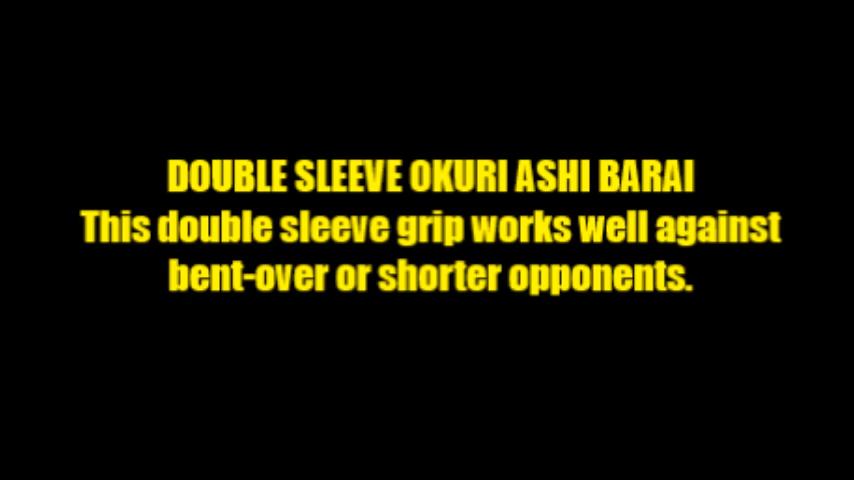 DOUBLE SLEEVE OKURI ASHI BARAI
This double sleeve grip works well against
bent-over or shorter opponents.